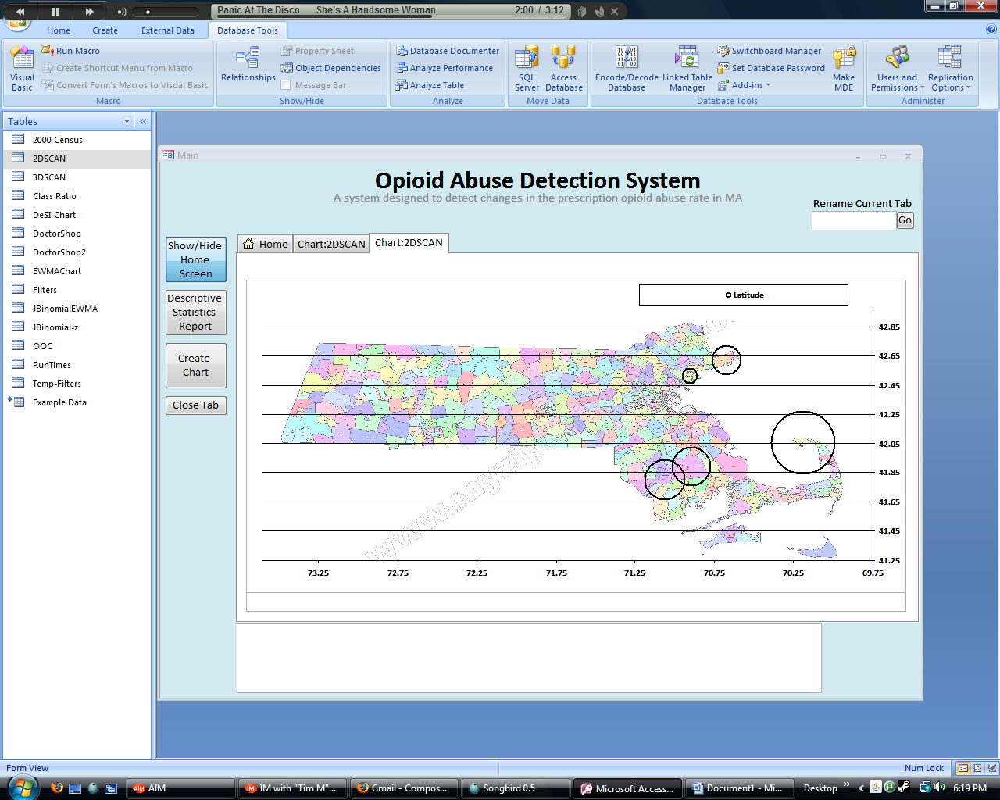 Panic At The Disco She's A Handsome Woman 2:00 / 3:12
Home Create External Data Database Tools
Visual Basic
Run Macro
Create Shortcut Menu from Macro
Convert Form's Macros to Visual Basic
Macro
Relationships
Property Sheet
Object Dependencies
Message Bar
Show/Hide
Database Documenter
Analyze Performance
Analyze Table
Analyze
SQL Server
Access Database
Move Data
Encode/Decode Database
Linked Table Manager
Switchboard Manager
Set Database Password
Add-ins
Make MDE
Database Tools
Users and Permissions
Replication Options
Administer
Tables
2000 Census
2DSCAN
3DSCAN
Class Ratio
DeSI-Chart
DoctorShop
DoctorShop2
EWMAChart
Filters
JBinomialEWMA
JBinomial-z
OOC
RunTimes
Temp-Filters
Example Data
Main
Opioid Abuse Detection System
A system designed to detect changes in the prescription opioid abuse rate in MA
Rename Current Tab
Go
Show/Hide
Home
Screen
Descriptive
Statistics
Report
Create
Chart
Close Tab
Home Chart:2DSCAN Chart:2DSCAN
Latitude
42.85
42.65
42.45
42.25
42.05
41.85
41.65
41.45
41.25
73.25 72.75 72.25 71.75 71.25 70.75 70.25 69.75
Form View
Num Lock
AIM
IM with "Tim M"...
Gmail - Compos...
Songbird 0.5
Microsoft Access...
Document1 - Mi...
Desktop
6:19 PM